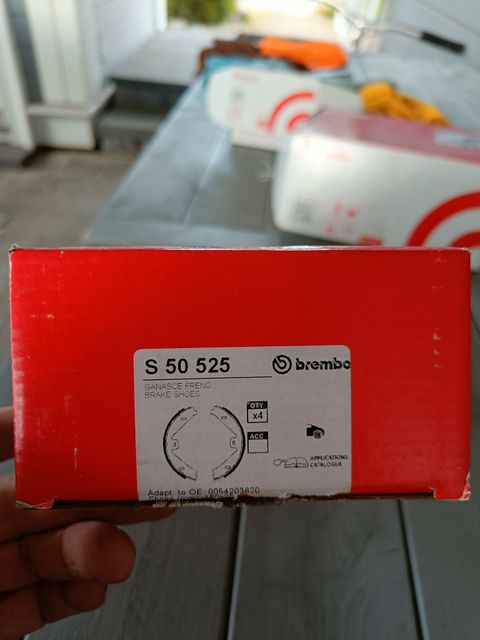 S 50 525
brembo
GANASCE FRENO
BRAKE SHOES
QTY
x4
ACC
APPLICATIONS
CATALOGUE
Adapt. to OE: 0054203820